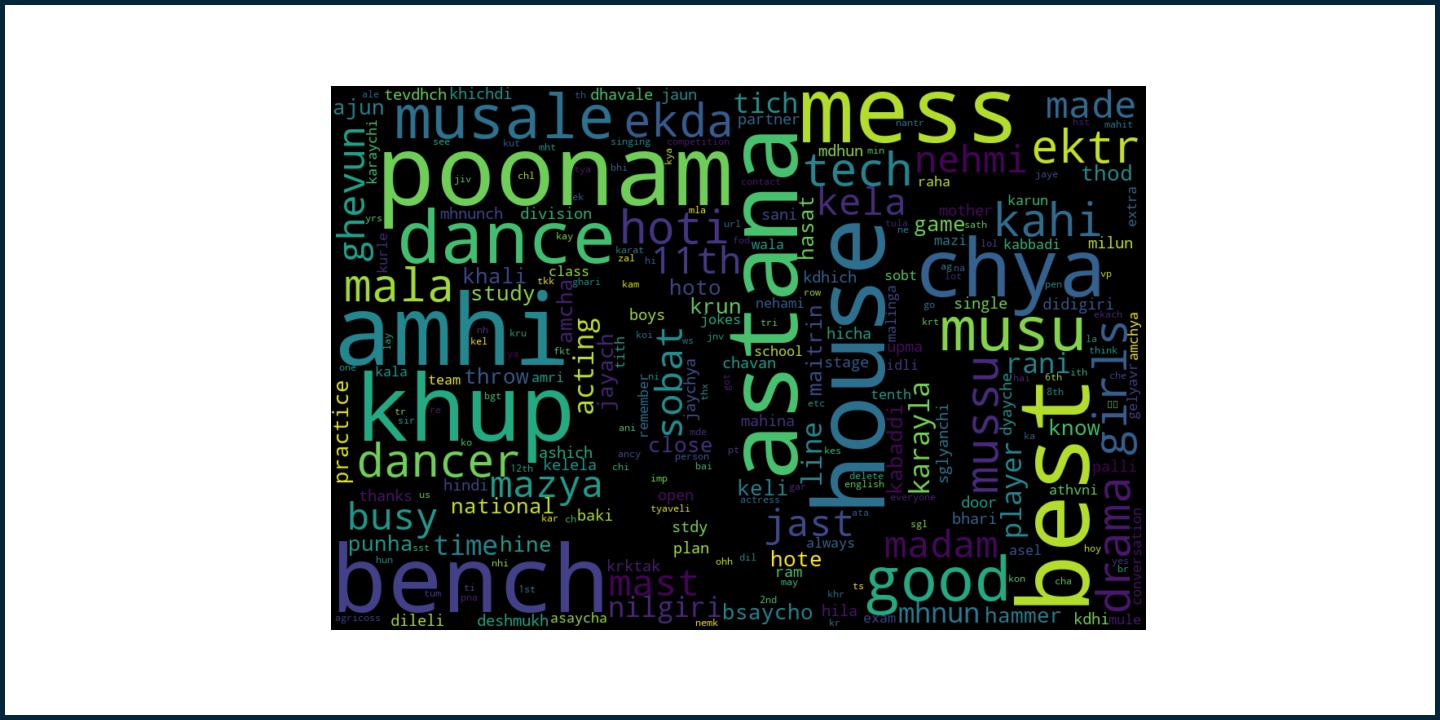 ale tevdhch khichdi th dhavale jaun tich mess made
ajun musale ekda partner nantr hst mahit
karaychi see kut mht singing competition mdhun min nehmi ektr
ghevun poonam kya tya bhi contact astana tech jaye thod
jiv chl ek raha extra
yrs mhnunch division mla sani hasat kela mother karun kahi
dance hoti url tula game sath
kurle kay karat fod wala ne mazi lol kabbadi milun
zal hi 11th
mala khali class tkk ghari kam hoto kdhich sobt ag na chya vp
study krun nehami row lot pen
amhi amcha boys jokes tri house malinga go single didigiri
nh kru koi jnv hicha krt musu ekach la amchya
lay kel fkt tith ws school maitrin upma think
ya acting jayach sobat chavan stage idli rani girls
one kala team throw amri ni got hai ith che
khup bgt remember jaychya thx tenth 6th 8th gelyavr
practice tr re etc karayla mussu dyayche best
sir mde mahina line kabaddi sglyanchi
ko ani ka know
dancer ashich ancy close pt kes player
12th kelela chi person bai palli
hindi mazya imp delete english door athvni
thanks us open keli gar everyone
national tyaveli actress
busy kar ch baki stdy jast ata sgl bhari drama conversation
punha sst time hine plan always madam asel hoy
hun nhi ohh dil hote yes
bench krktak ram good kon cha br
tum ti 1st mast may ts
pna 2nd khr
agricoss dileli deshmukh asaycha nilgiri nemk bsaycho hila kr exam mhnun hammer kdhi mule